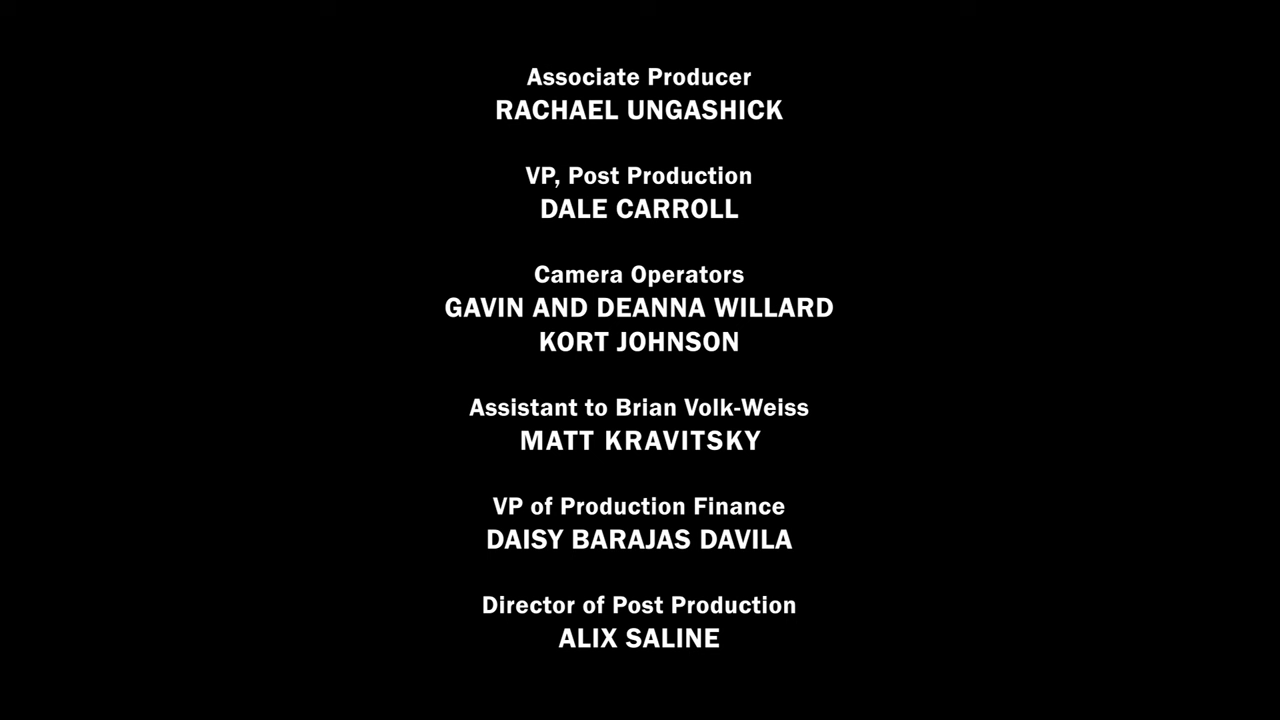 Associate Producer
RACHAEL UNGASHICK
VP, Post Production
DALE CARROLL
Camera Operators
GAVIN AND DEANNA WILLARD
KORT JOHNSON
Assistant to Brian Volk-Weiss
MATT KRAVITSKY
VP of Production Finance
DAISY BARAJAS DAVILA
Director of Post Production
ALIX SALINE